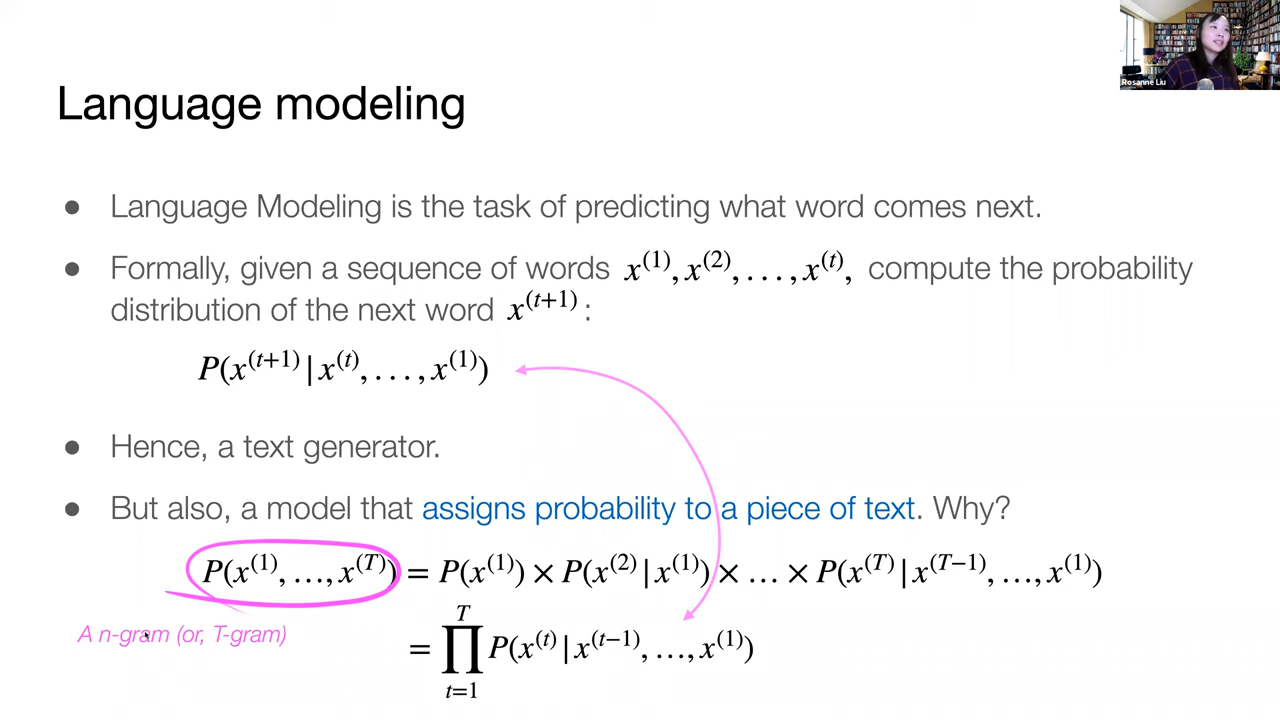 Rosanne Liu
Language modeling
● Language Modeling is the task of predicting what word comes next.
● Formally, given a sequence of words x^(1), x^(2), . . . , x^(t), compute the probability
distribution of the next word x^(t+1) :
P(x^(t+1) | x^(t), . . . , x^(1))
● Hence, a text generator.
● But also, a model that assigns probability to a piece of text. Why?
P(x^(1), …, x^(T)) = P(x^(1)) × P(x^(2) | x^(1)) × … × P(x^(T) | x^(T−1), …, x^(1))
A n-gram (or, T-gram)
= ∏_{t=1}^{T} P(x^(t) | x^(t−1), …, x^(1))